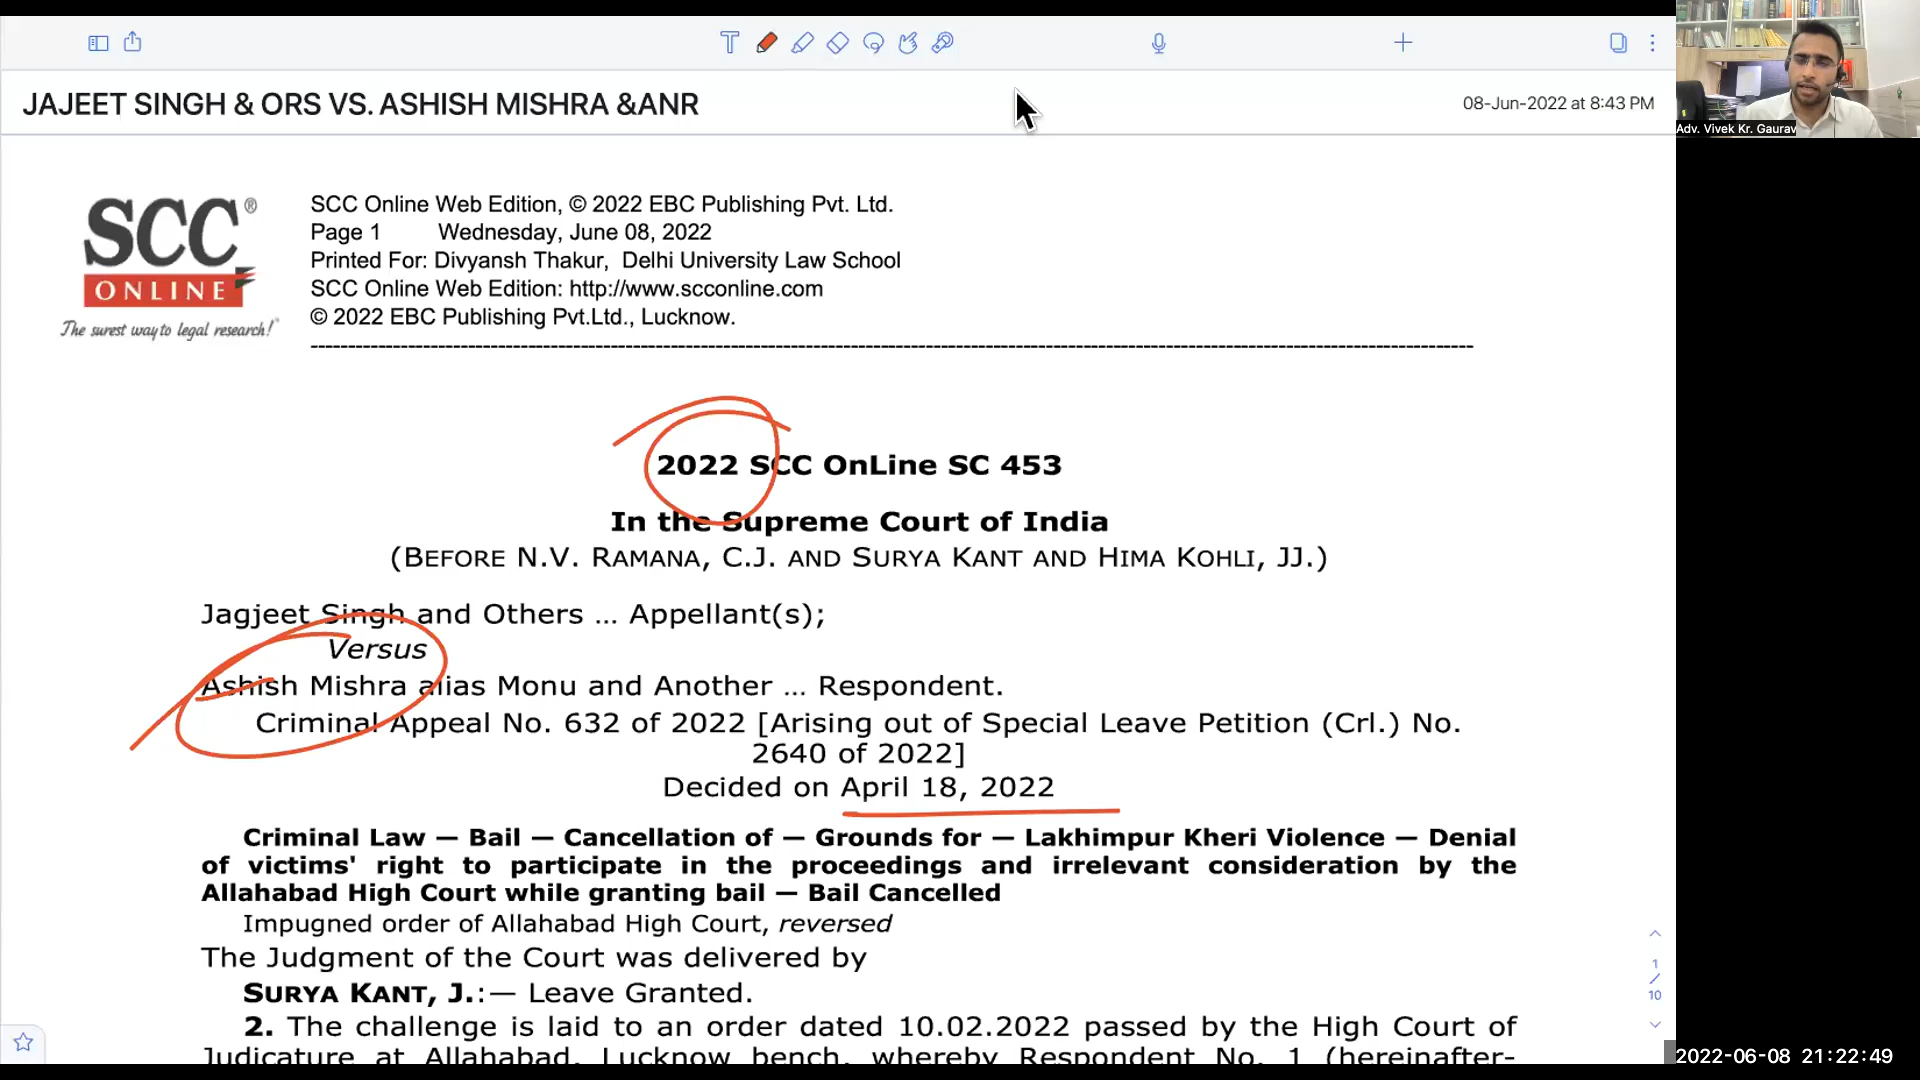 JAJEET SINGH & ORS VS. ASHISH MISHRA &ANR
08-Jun-2022 at 8:43 PM
Adv. Vivek Kr. Gaurav
SCC®
ONLINE
The surest way to legal research!
SCC Online Web Edition, © 2022 EBC Publishing Pvt. Ltd.
Page 1 Wednesday, June 08, 2022
Printed For: Divyansh Thakur, Delhi University Law School
SCC Online Web Edition: http://www.scconline.com
© 2022 EBC Publishing Pvt.Ltd., Lucknow.
2022 SCC OnLine SC 453
In the Supreme Court of India
(BEFORE N.V. RAMANA, C.J. AND SURYA KANT AND HIMA KOHLI, JJ.)
Jagjeet Singh and Others ... Appellant(s);
Versus
Ashish Mishra alias Monu and Another ... Respondent.
Criminal Appeal No. 632 of 2022 [Arising out of Special Leave Petition (Crl.) No.
2640 of 2022]
Decided on April 18, 2022
Criminal Law — Bail — Cancellation of — Grounds for — Lakhimpur Kheri Violence — Denial
of victims' right to participate in the proceedings and irrelevant consideration by the
Allahabad High Court while granting bail — Bail Cancelled
Impugned order of Allahabad High Court, reversed
The Judgment of the Court was delivered by
SURYA KANT, J.:— Leave Granted.
2. The challenge is laid to an order dated 10.02.2022 passed by the High Court of
Judicature at Allahabad, Lucknow bench, whereby Respondent No. 1 (hereinafter-
1
/
10
2022-06-08 21:22:49